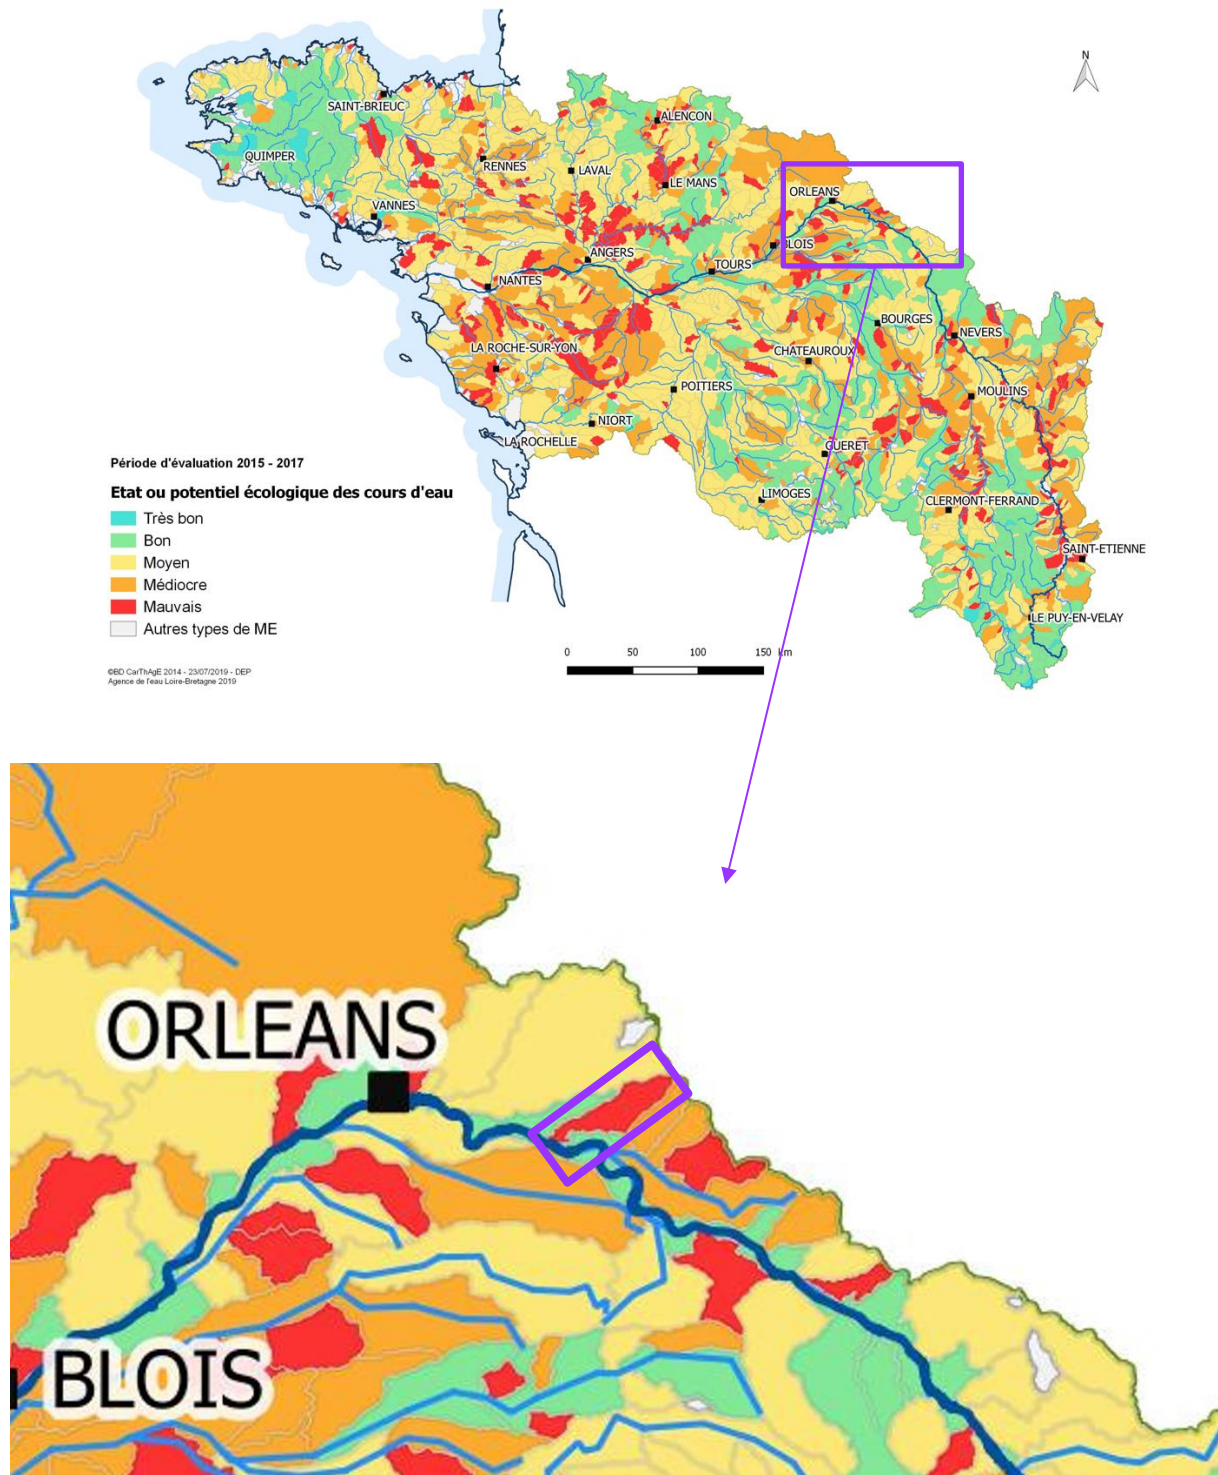 N
ALENCON
SAINT-BRIEUC
QUIMPER
RENNES
LAVAL
LE MANS
ORLEANS
VANNES
BLOIS
ANGERS
TOURS
NANTES
BOURGES
NEVERS
LA ROCHE-SUR-YON
CHATEAUROUX
POITIERS
MOULINS
NIORT
LA ROCHELLE
GUERET
LIMOGES
CLERMONT-FERRAND
SAINT-ETIENNE
LE PUY-EN-VELAY
Période d'évaluation 2015 - 2017
Etat ou potentiel écologique des cours d'eau
Très bon
Bon
Moyen
Médiocre
Mauvais
Autres types de ME
0 50 100 150 km
©BD CarThAgE 2014 - 23/07/2019 - DEP
Agence de l'eau Loire-Bretagne 2019
ORLEANS
BLOIS